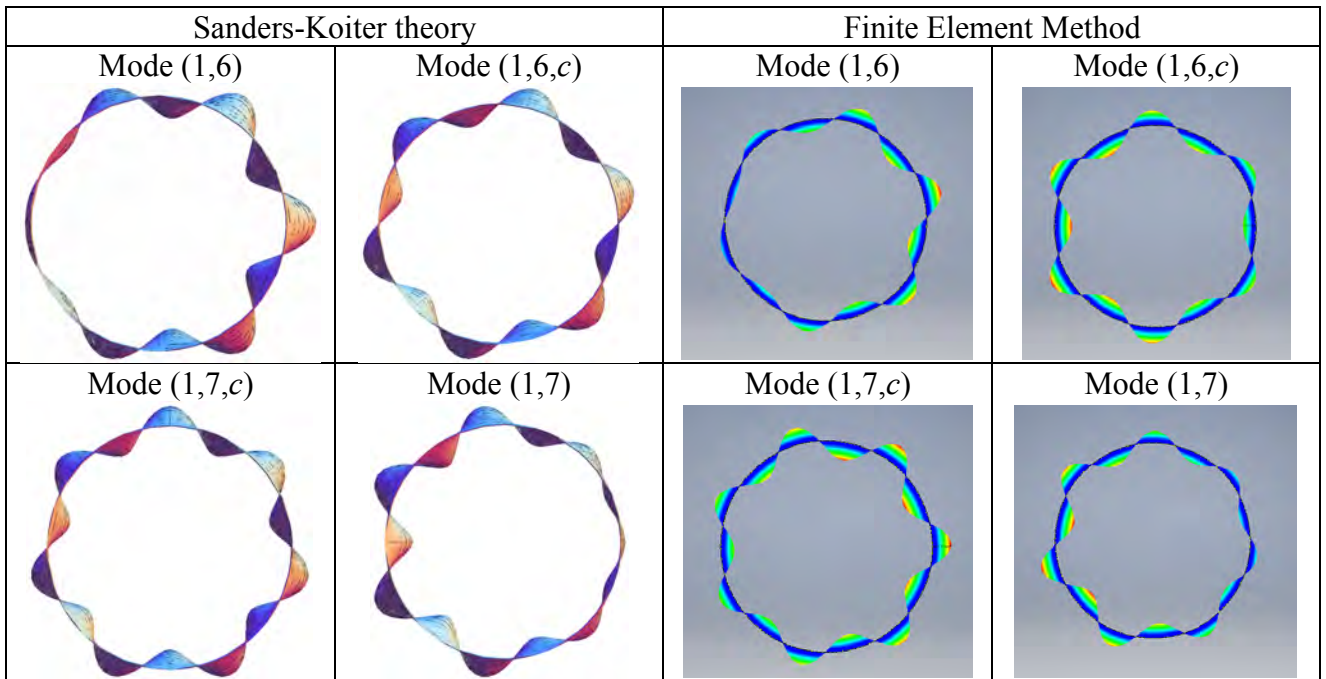 Sanders-Koiter theory
Finite Element Method
Mode (1,6)
Mode (1,6,c)
Mode (1,6)
Mode (1,6,c)
Mode (1,7,c)
Mode (1,7)
Mode (1,7,c)
Mode (1,7)